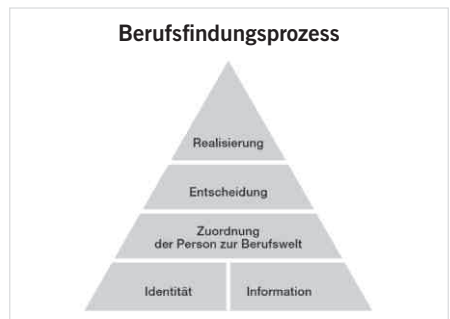 Berufsfindungsprozess
Realisierung
Entscheidung
Zuordnung
der Person zur Berufswelt
Identität Information